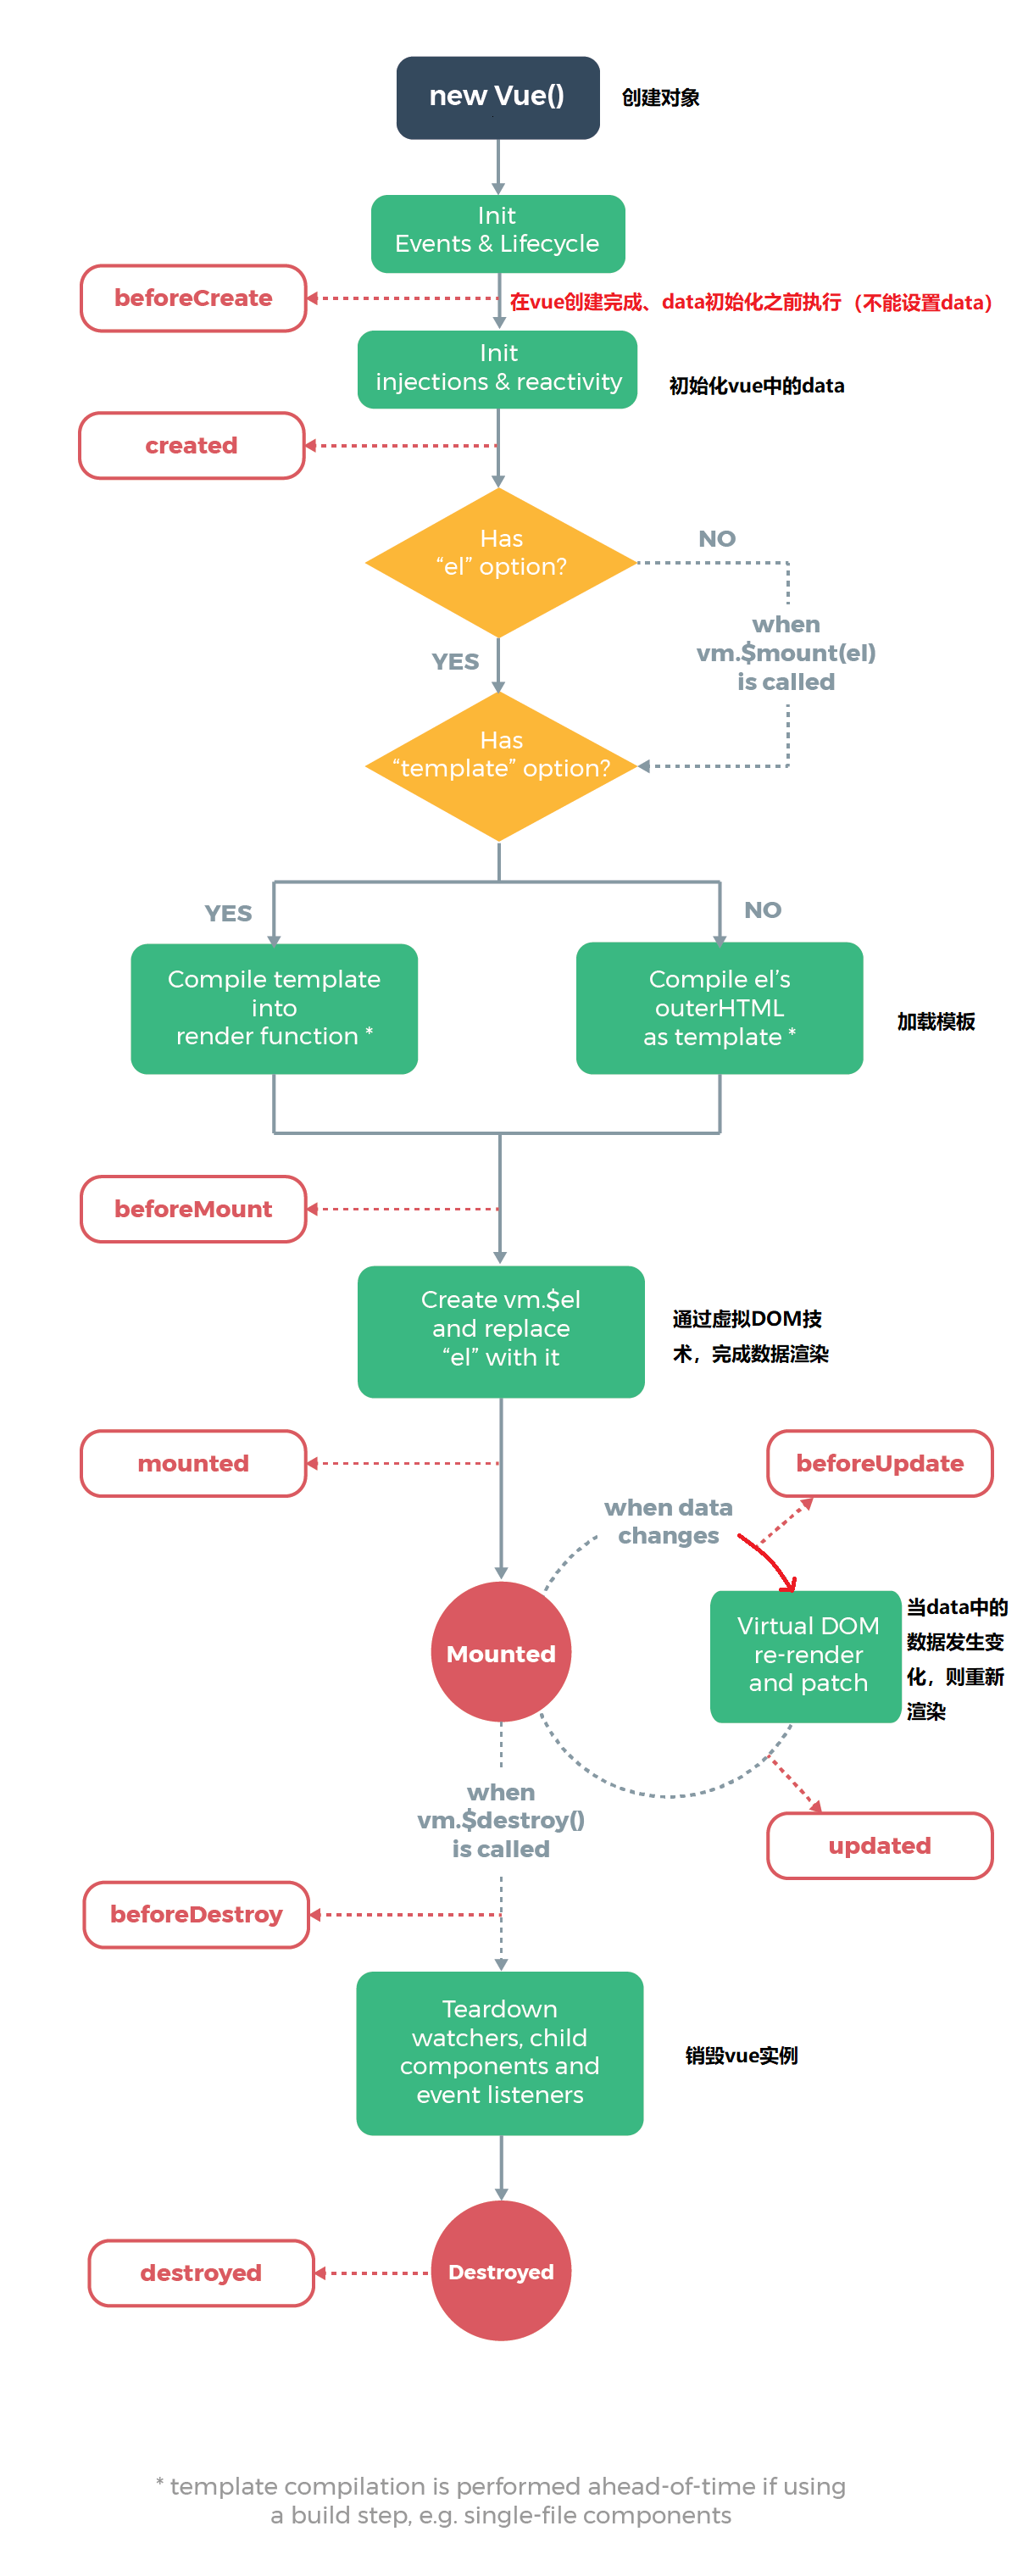 new Vue()
创建对象
Init
Events & Lifecycle
beforeCreate
在vue创建完成、data初始化之前执行（不能设置data）
Init
injections & reactivity
初始化vue中的data
created
Has
“el” option?
NO
when
vm.$mount(el)
is called
YES
Has
“template” option?
YES
NO
Compile template
into
render function *
Compile el’s
outerHTML
as template *
加载模板
beforeMount
Create vm.$el
and replace
“el” with it
通过虚拟DOM技
术，完成数据渲染
mounted
beforeUpdate
when data
changes
Mounted
Virtual DOM
re-render
and patch
当data中的
数据发生变
化，则重新
渲染
when
vm.$destroy()
is called
updated
beforeDestroy
Teardown
watchers, child
components and
event listeners
销毁vue实例
destroyed
Destroyed
* template compilation is performed ahead-of-time if using
a build step, e.g. single-file components